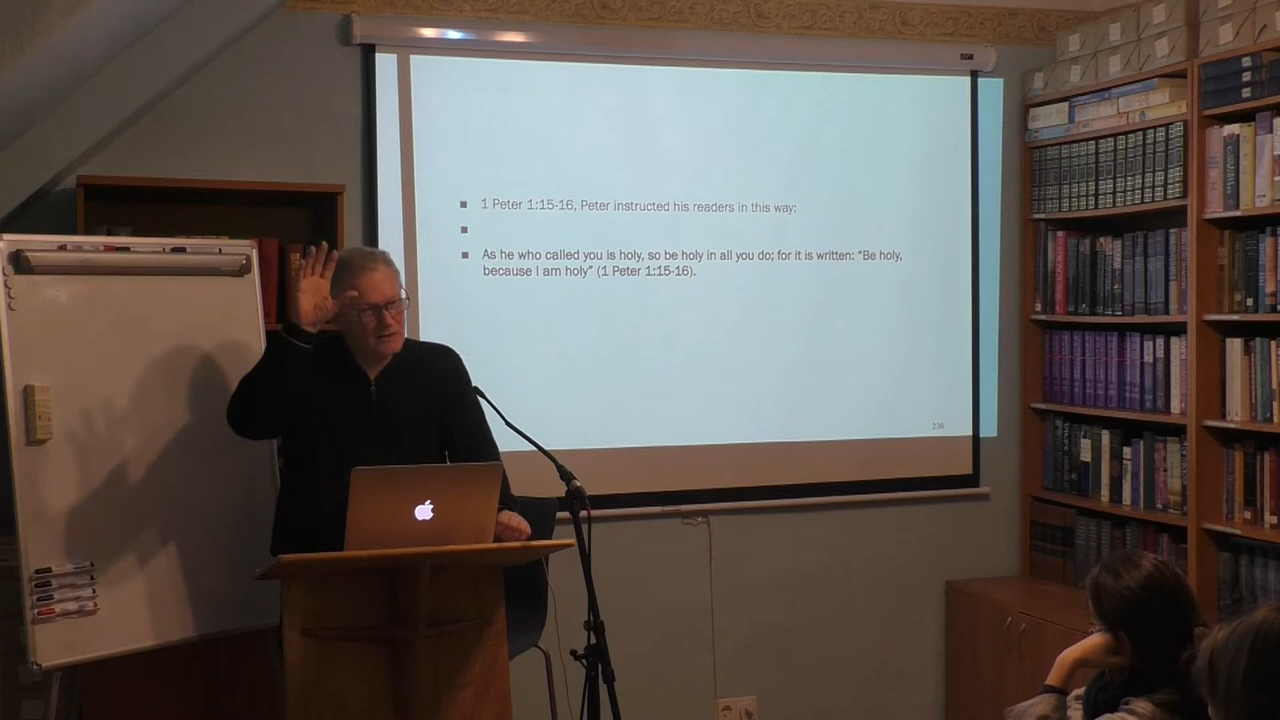 1 Peter 1:15-16, Peter instructed his readers in this way:
As he who called you is holy, so be holy in all you do; for it is written: “Be holy,
because I am holy” (1 Peter 1:15-16).
236